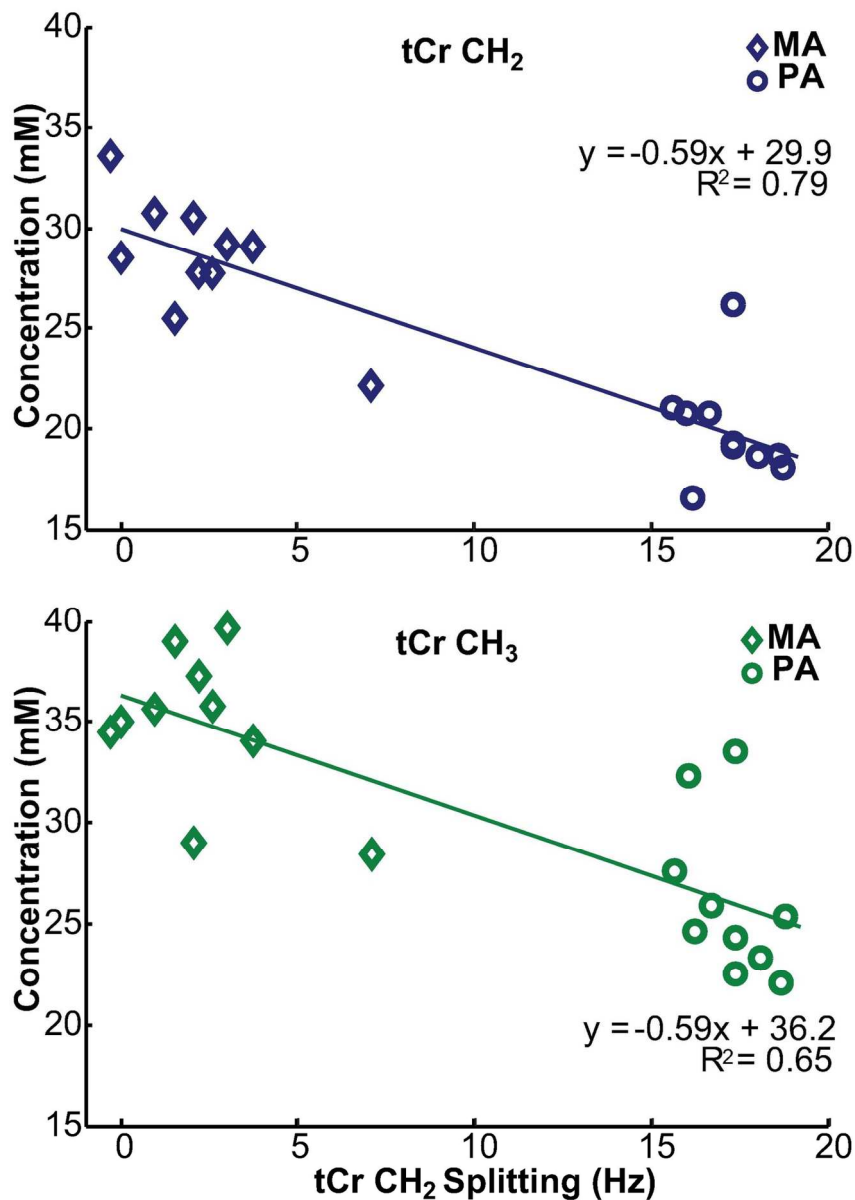 40
tCr CH₂
MA
PA
35
y = -0.59x + 29.9
R² = 0.79
30
25
20
15
0 5 10 15 20
Concentration (mM)
40
tCr CH₃
MA
PA
35
30
25
20
y = -0.59x + 36.2
R² = 0.65
15
0 5 10 15 20
Concentration (mM)
tCr CH₂ Splitting (Hz)